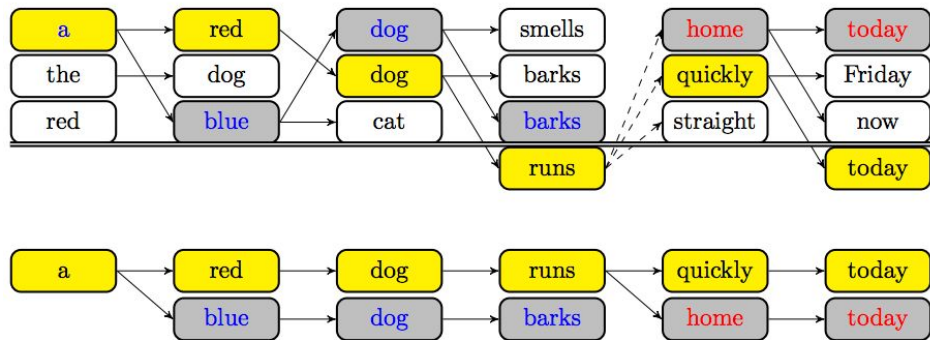 a red dog smells home today
the dog dog barks quickly Friday
red blue cat barks straight now
runs today
a red dog runs quickly today
blue dog barks home today